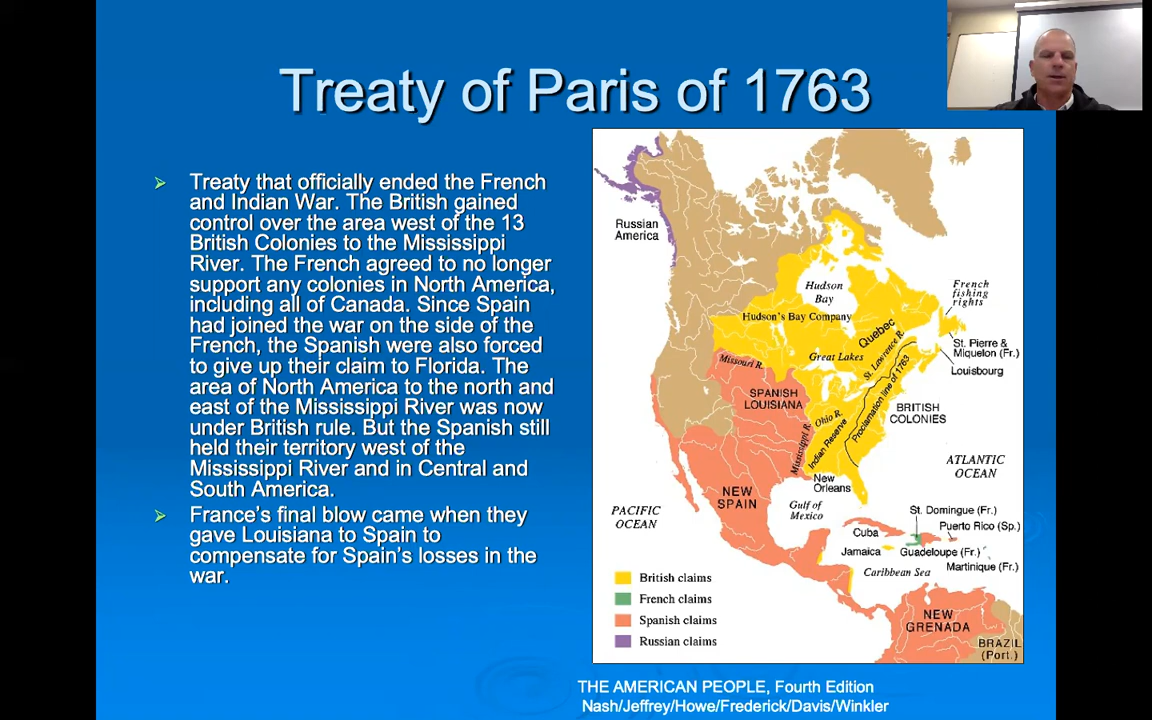 Treaty of Paris of 1763
Treaty that officially ended the French
and Indian War. The British gained
control over the area west of the 13
British Colonies to the Mississippi
River. The French agreed to no longer
support any colonies in North America,
including all of Canada. Since Spain
had joined the war on the side of the
French, the Spanish were also forced
to give up their claim to Florida. The
area of North America to the north and
east of the Mississippi River was now
under British rule. But the Spanish still
held their territory west of the
Mississippi River and in Central and
South America.
France's final blow came when they
gave Louisiana to Spain to
compensate for Spain's losses in the
war.
Russian
America
Hudson
Bay
Hudson's Bay Company
French
fishing
rights
Quebec
St. Lawrence R.
Great Lakes
St. Pierre &
Miquelon (Fr.)
Louisbourg
Missouri R.
SPANISH
LOUISIANA
Ohio R.
Proclamation line of 1763
BRITISH
COLONIES
Mississippi R.
Indian Reserve
ATLANTIC
OCEAN
New
Orleans
NEW
SPAIN
Gulf of
Mexico
PACIFIC
OCEAN
St. Domingue (Fr.)
Puerto Rico (Sp.)
Cuba
Jamaica
Guadeloupe (Fr.)
Martinique (Fr.)
Caribbean Sea
British claims
French claims
Spanish claims
Russian claims
NEW
GRENADA
BRAZIL
(Port.)
THE AMERICAN PEOPLE, Fourth Edition
Nash/Jeffrey/Howe/Frederick/Davis/Winkler